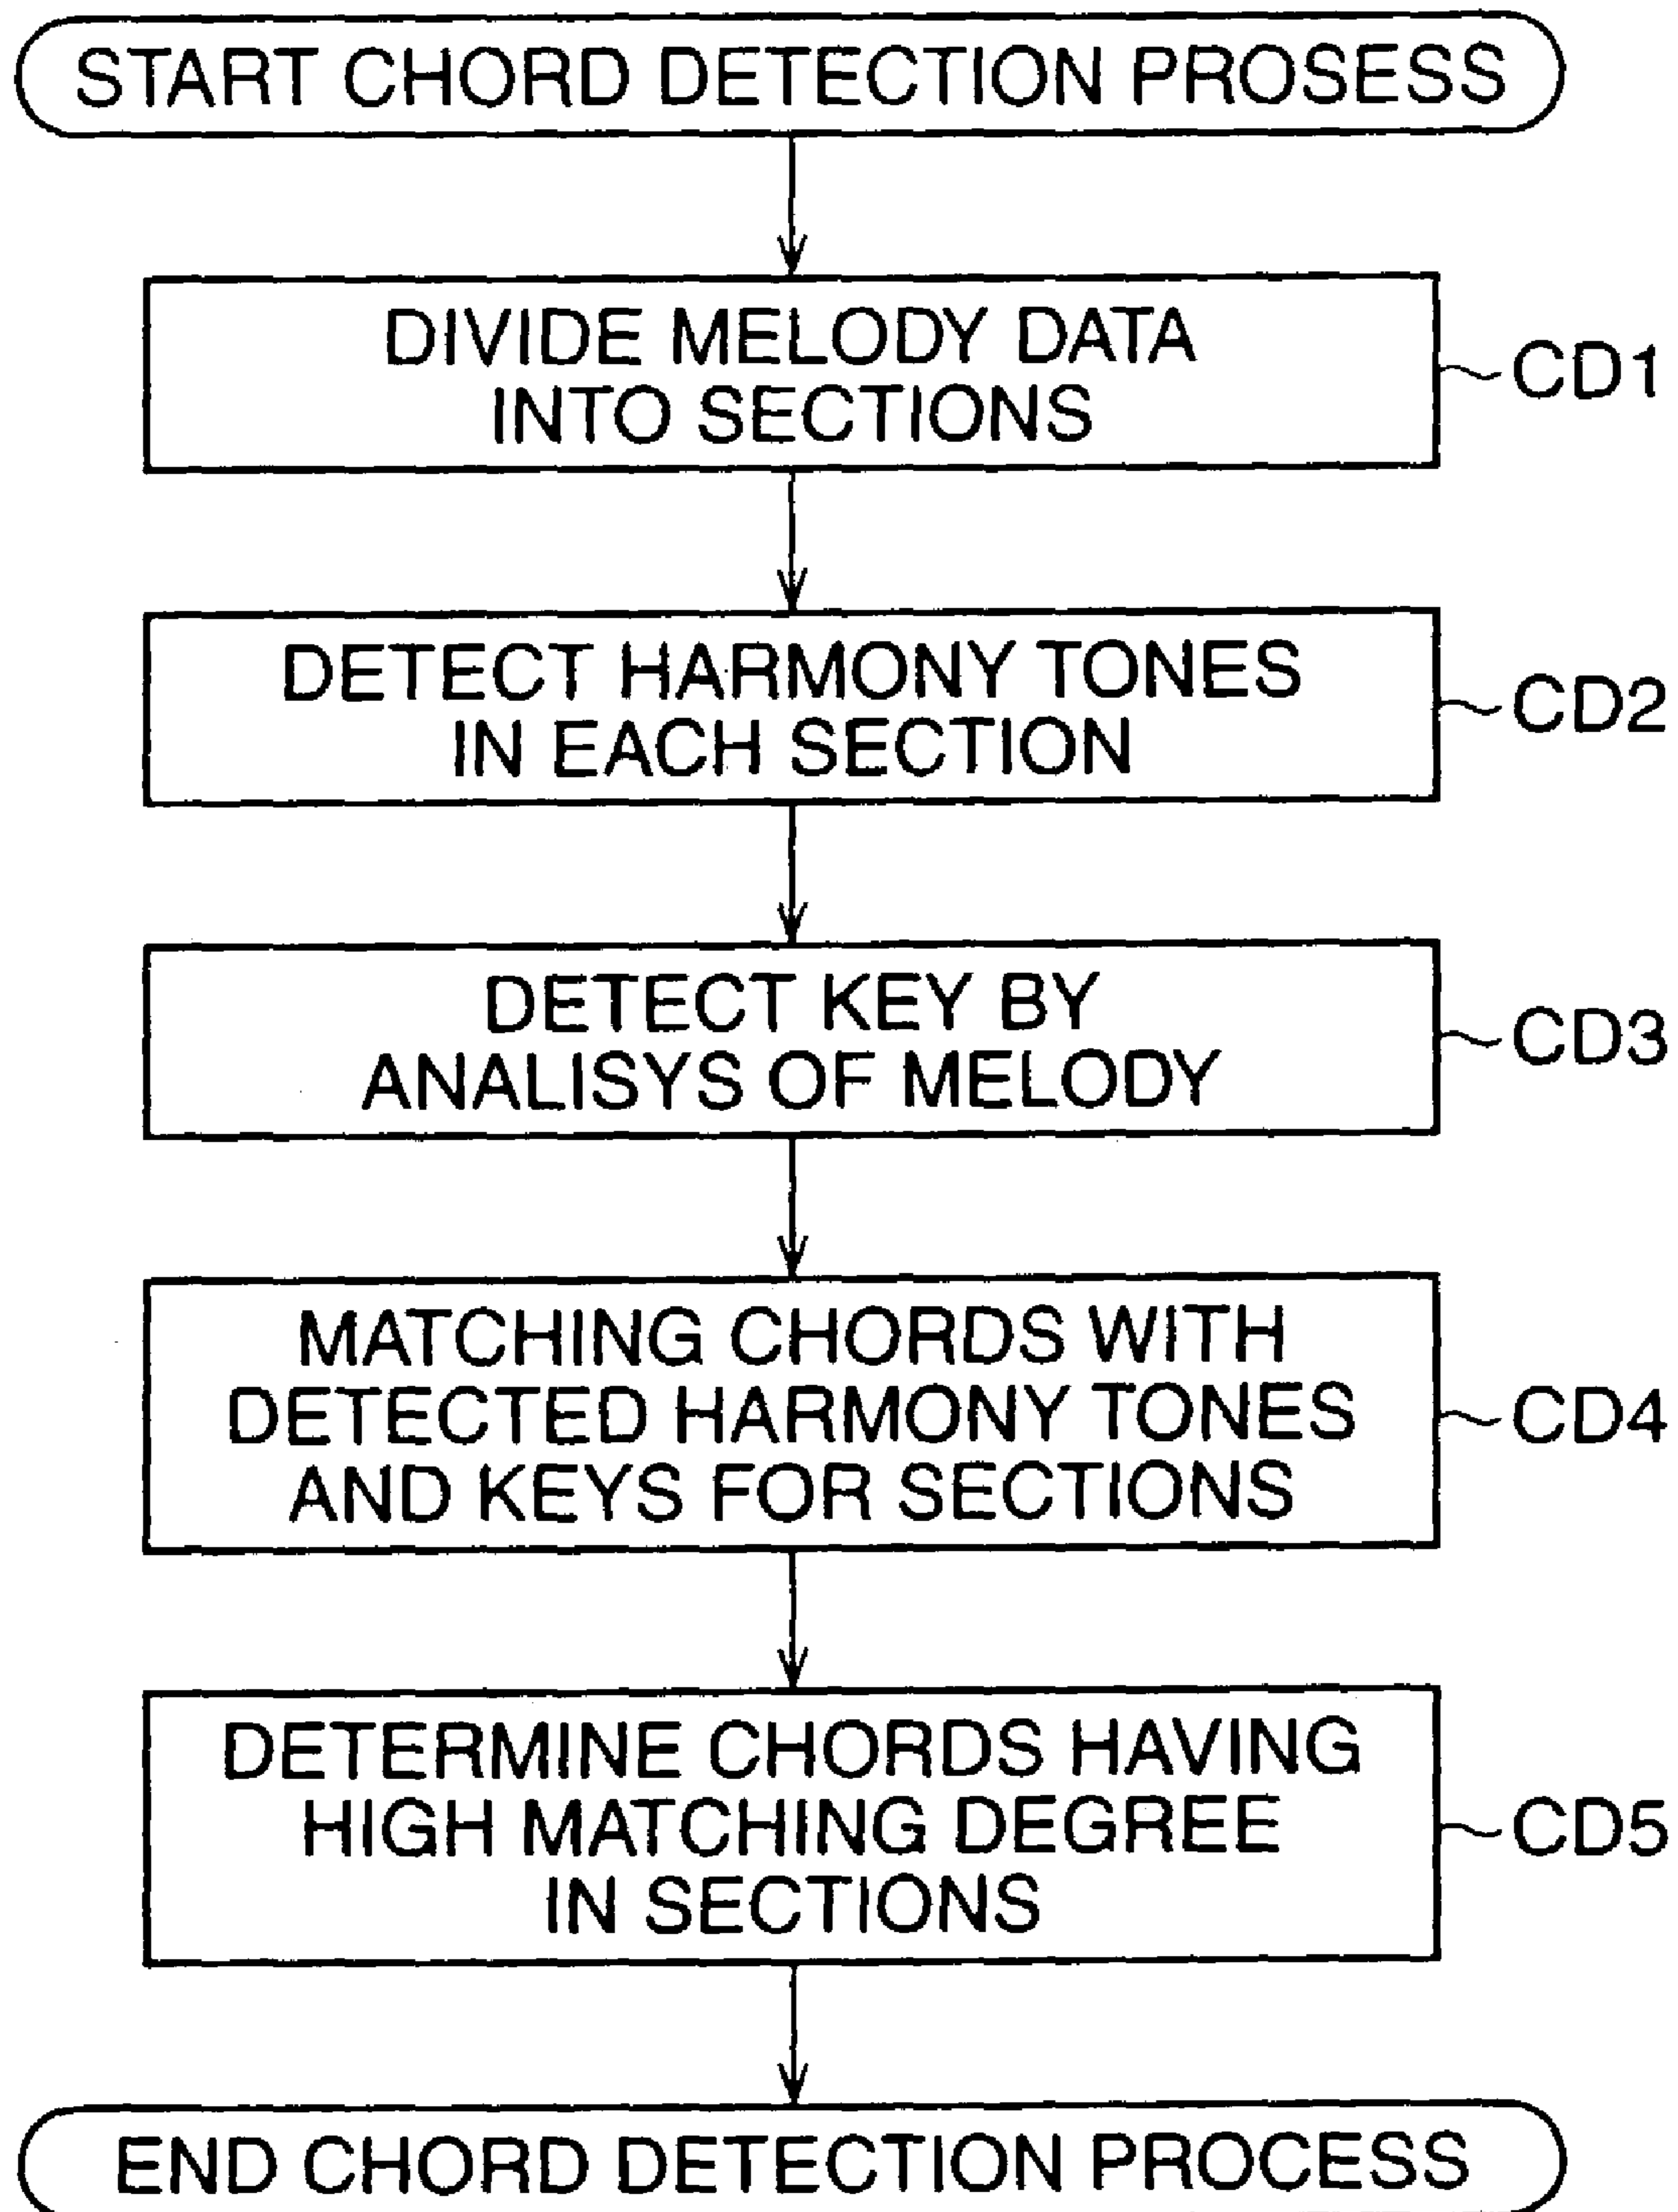 START CHORD DETECTION PROSESS
DIVIDE MELODY DATA
INTO SECTIONS
CD1
DETECT HARMONY TONES
IN EACH SECTION
CD2
DETECT KEY BY
ANALISYS OF MELODY
CD3
MATCHING CHORDS WITH
DETECTED HARMONY TONES
AND KEYS FOR SECTIONS
CD4
DETERMINE CHORDS HAVING
HIGH MATCHING DEGREE
IN SECTIONS
CD5
END CHORD DETECTION PROCESS